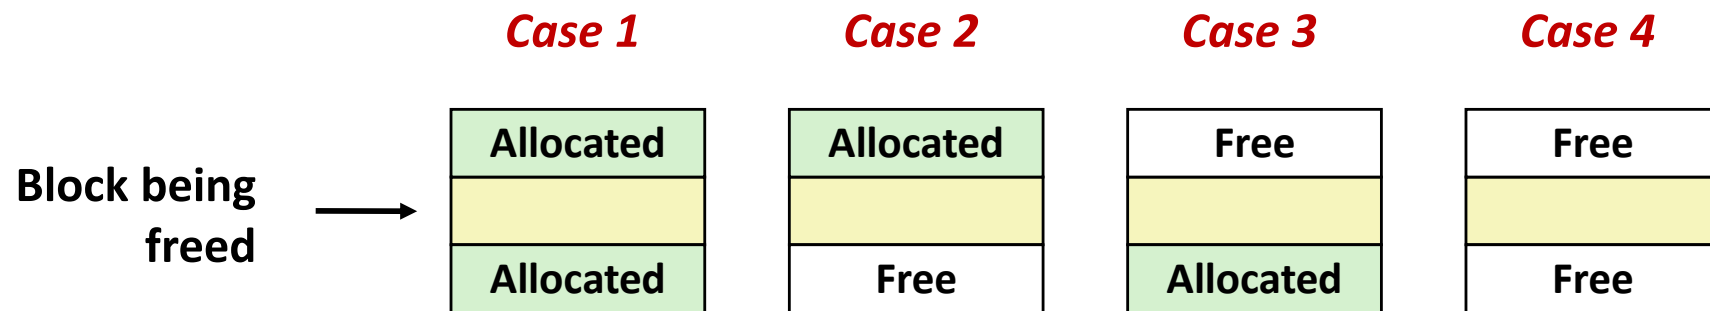 Case 1 Case 2 Case 3 Case 4
Allocated Allocated Free Free
Block being
freed
Allocated Free Allocated Free